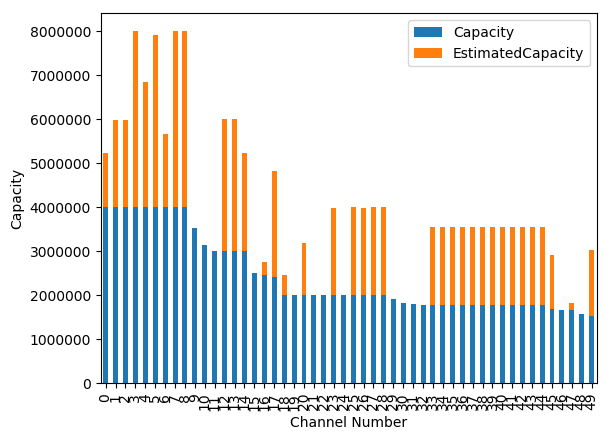 Capacity
EstimatedCapacity
8000000
7000000
6000000
5000000
4000000
3000000
2000000
1000000
0
Capacity
0 1 2 3 4 5 6 7 8 9 10 11 12 13 14 15 16 17 18 19 20 21 22 23 24 25 26 27 28 29 30 31 32 33 34 35 36 37 38 39 40 41 42 43 44 45 46 47 48 49
Channel Number